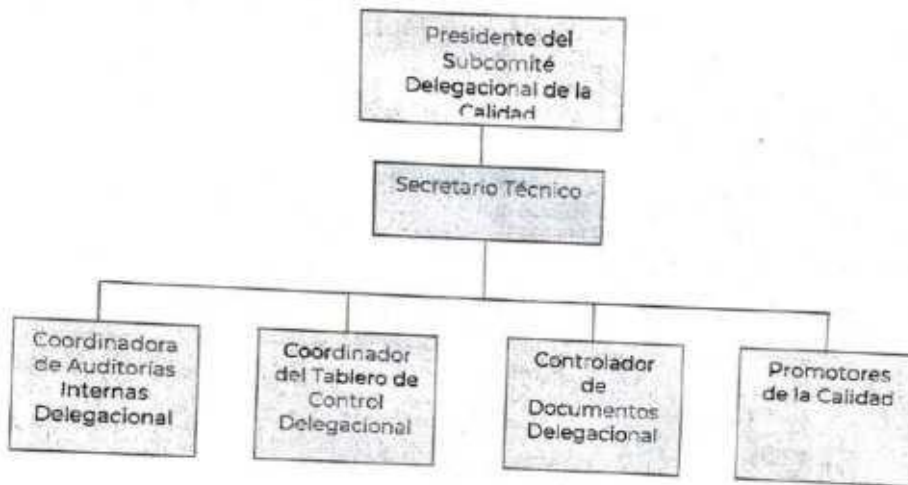 Presidente del
Subcomité
Delegacional de la
Calidad
Secretario Técnico
Coordinadora
de Auditorías
Internas
Delegacional
Coordinador
del Tablero de
Control
Delegacional
Controlador
de
Documentos
Delegacional
Promotores
de la Calidad